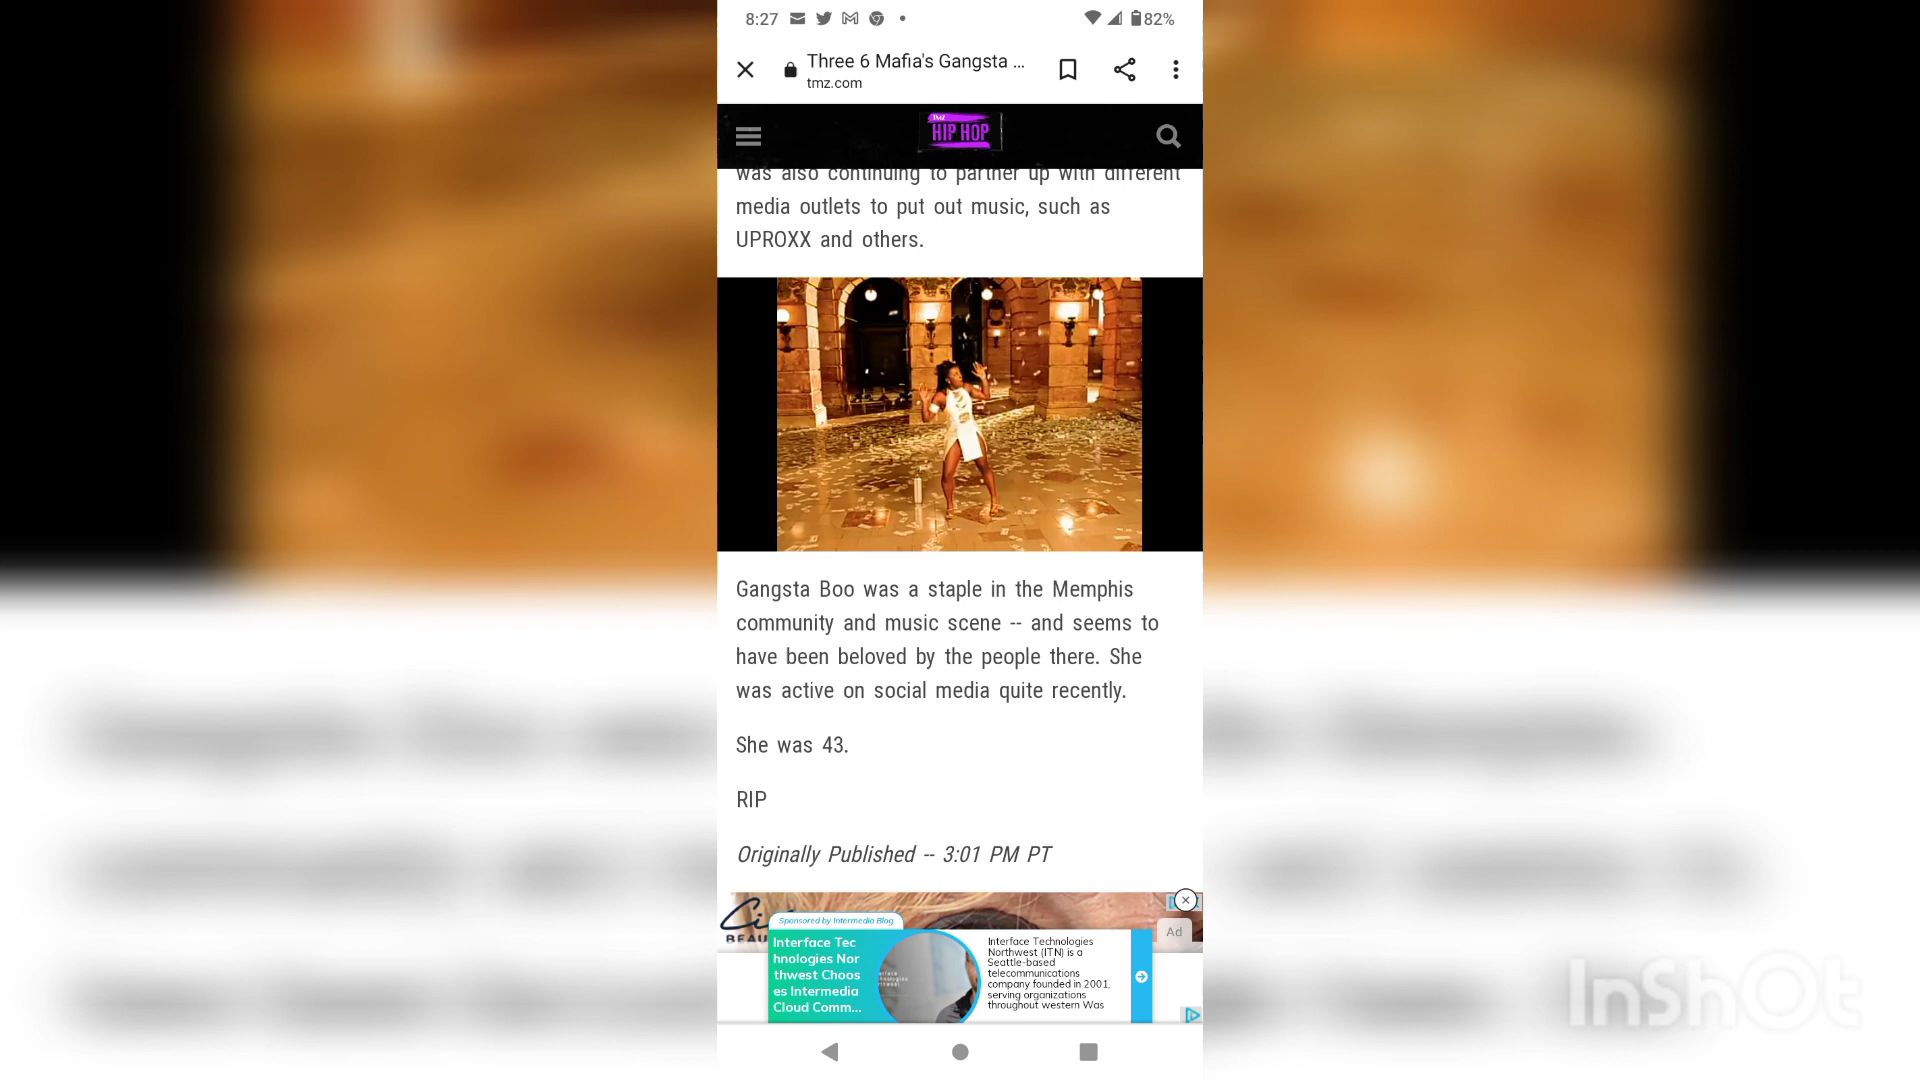 8:27
82%
Three 6 Mafia's Gangsta ...
tmz.com
TMZ
HIP HOP
was also continuing to partner up with different
media outlets to put out music, such as
UPROXX and others.
Gangsta Boo was a staple in the Memphis
community and music scene -- and seems to
have been beloved by the people there. She
was active on social media quite recently.
She was 43.
RIP
Originally Published -- 3:01 PM PT
Sponsored by Intermedia Blog
Ad
Interface Tec
hnologies Nor
thwest Choos
es Intermedia
Cloud Comm...
Interface Technologies
Northwest (ITN) is a
Seattle-based
telecommunications
company founded in 2001,
serving organizations
throughout western Was
InShOt